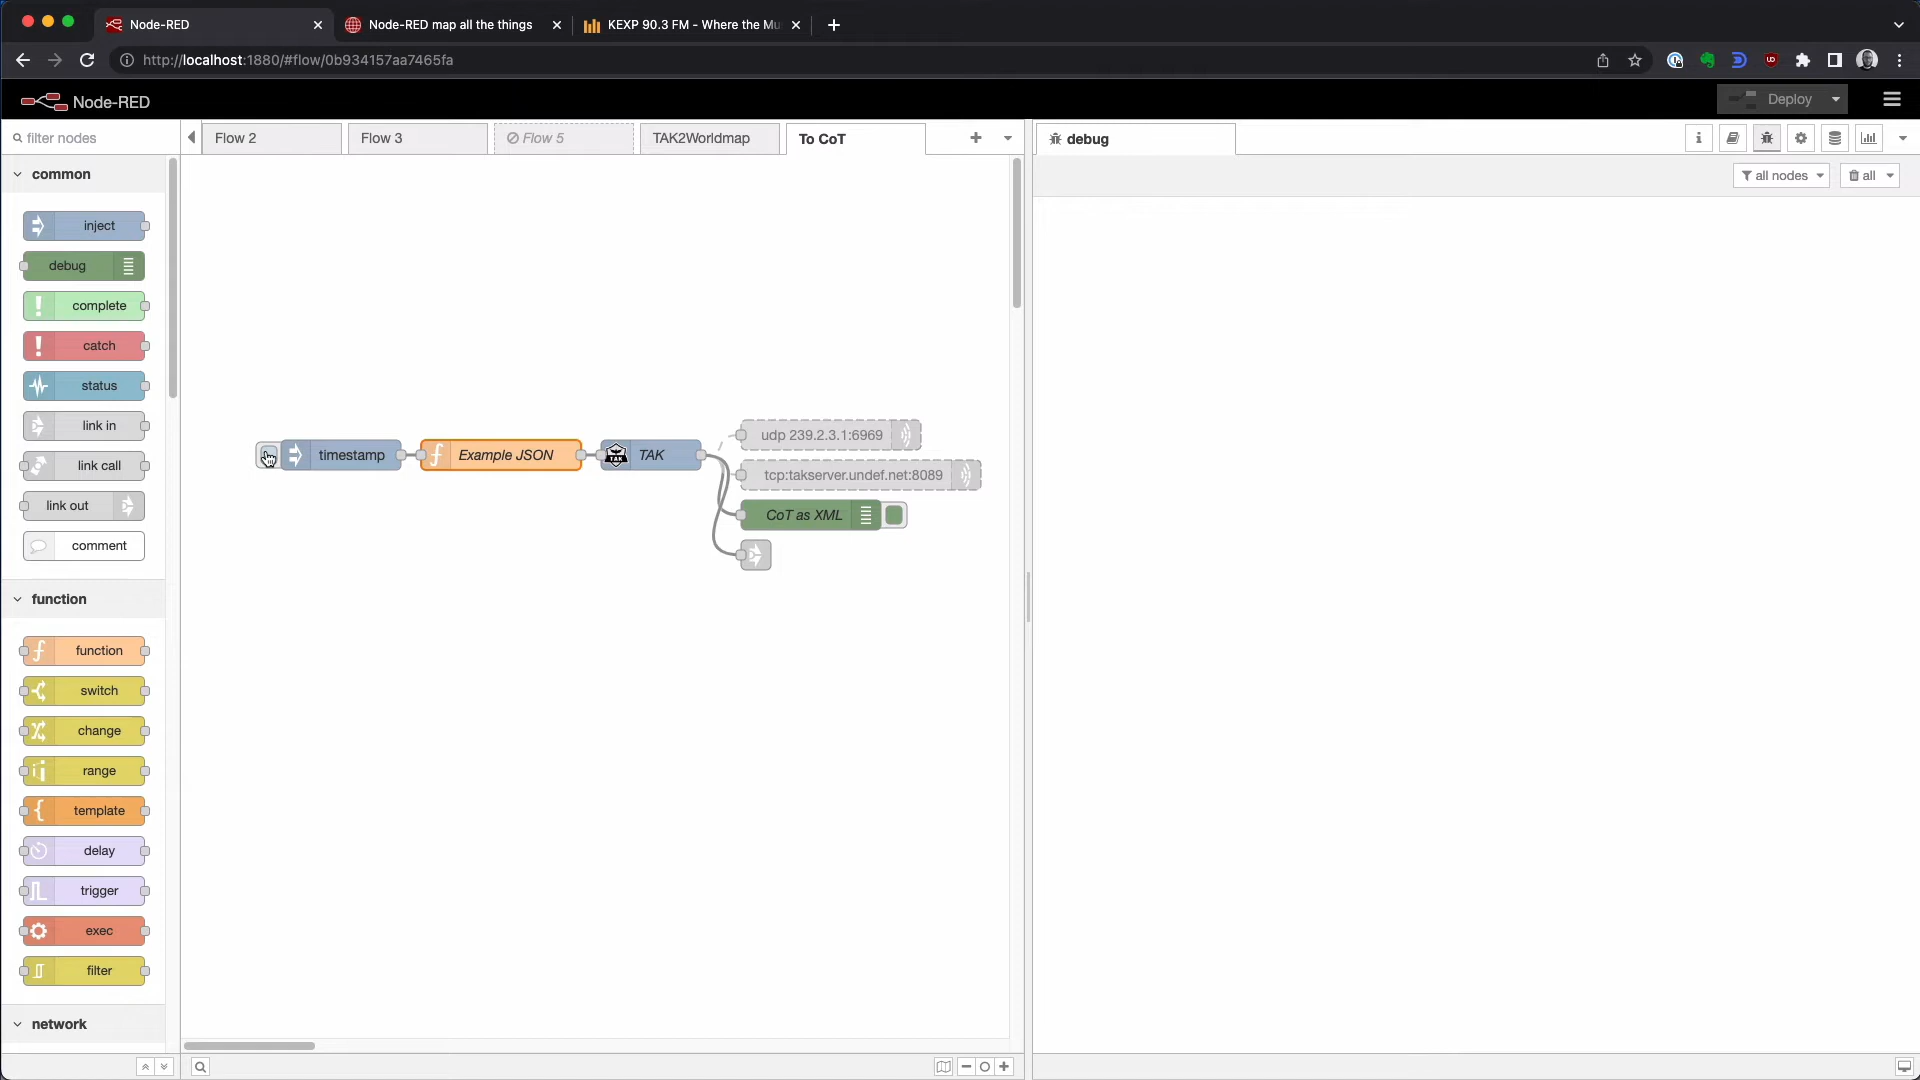 Node-RED
Node-RED map all the things
KEXP 90.3 FM - Where the Mu
http://localhost:1880/#flow/0b934157aa7465fa
Node-RED
Deploy
filter nodes
Flow 2
Flow 3
Flow 5
TAK2Worldmap
To CoT
debug
all nodes
all
common
inject
debug
complete
catch
status
link in
link call
link out
comment
function
function
switch
change
range
template
delay
trigger
exec
filter
network
timestamp
Example JSON
TAK
udp 239.2.3.1:6969
tcp:takserver.undef.net:8089
CoT as XML